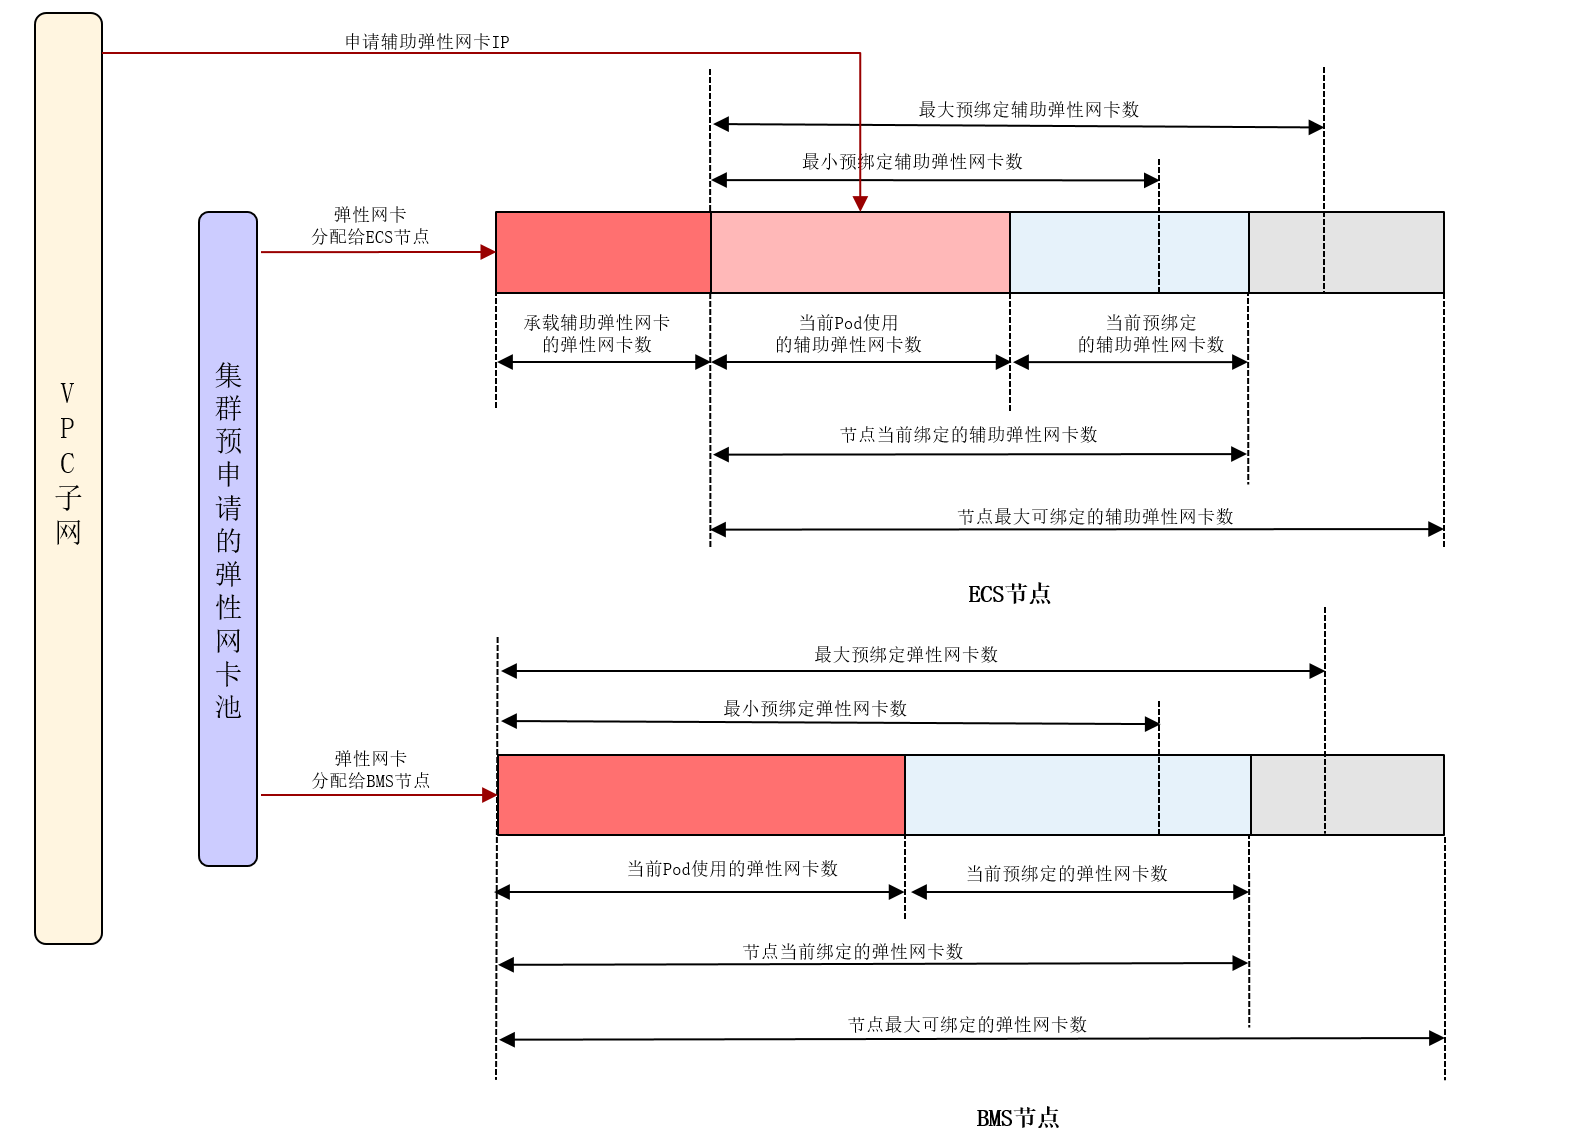 申请辅助弹性网卡IP
最大预绑定辅助弹性网卡数
最小预绑定辅助弹性网卡数
弹性网卡
分配给ECS节点
承载辅助弹性网卡
的弹性网卡数
当前Pod使用
的辅助弹性网卡数
当前预绑定
的辅助弹性网卡数
节点当前绑定的辅助弹性网卡数
节点最大可绑定的辅助弹性网卡数
ECS节点
VPC子网
集群预申请的弹性网卡池
最大预绑定弹性网卡数
最小预绑定弹性网卡数
弹性网卡
分配给BMS节点
当前Pod使用的弹性网卡数
当前预绑定的弹性网卡数
节点当前绑定的弹性网卡数
节点最大可绑定的弹性网卡数
BMS节点